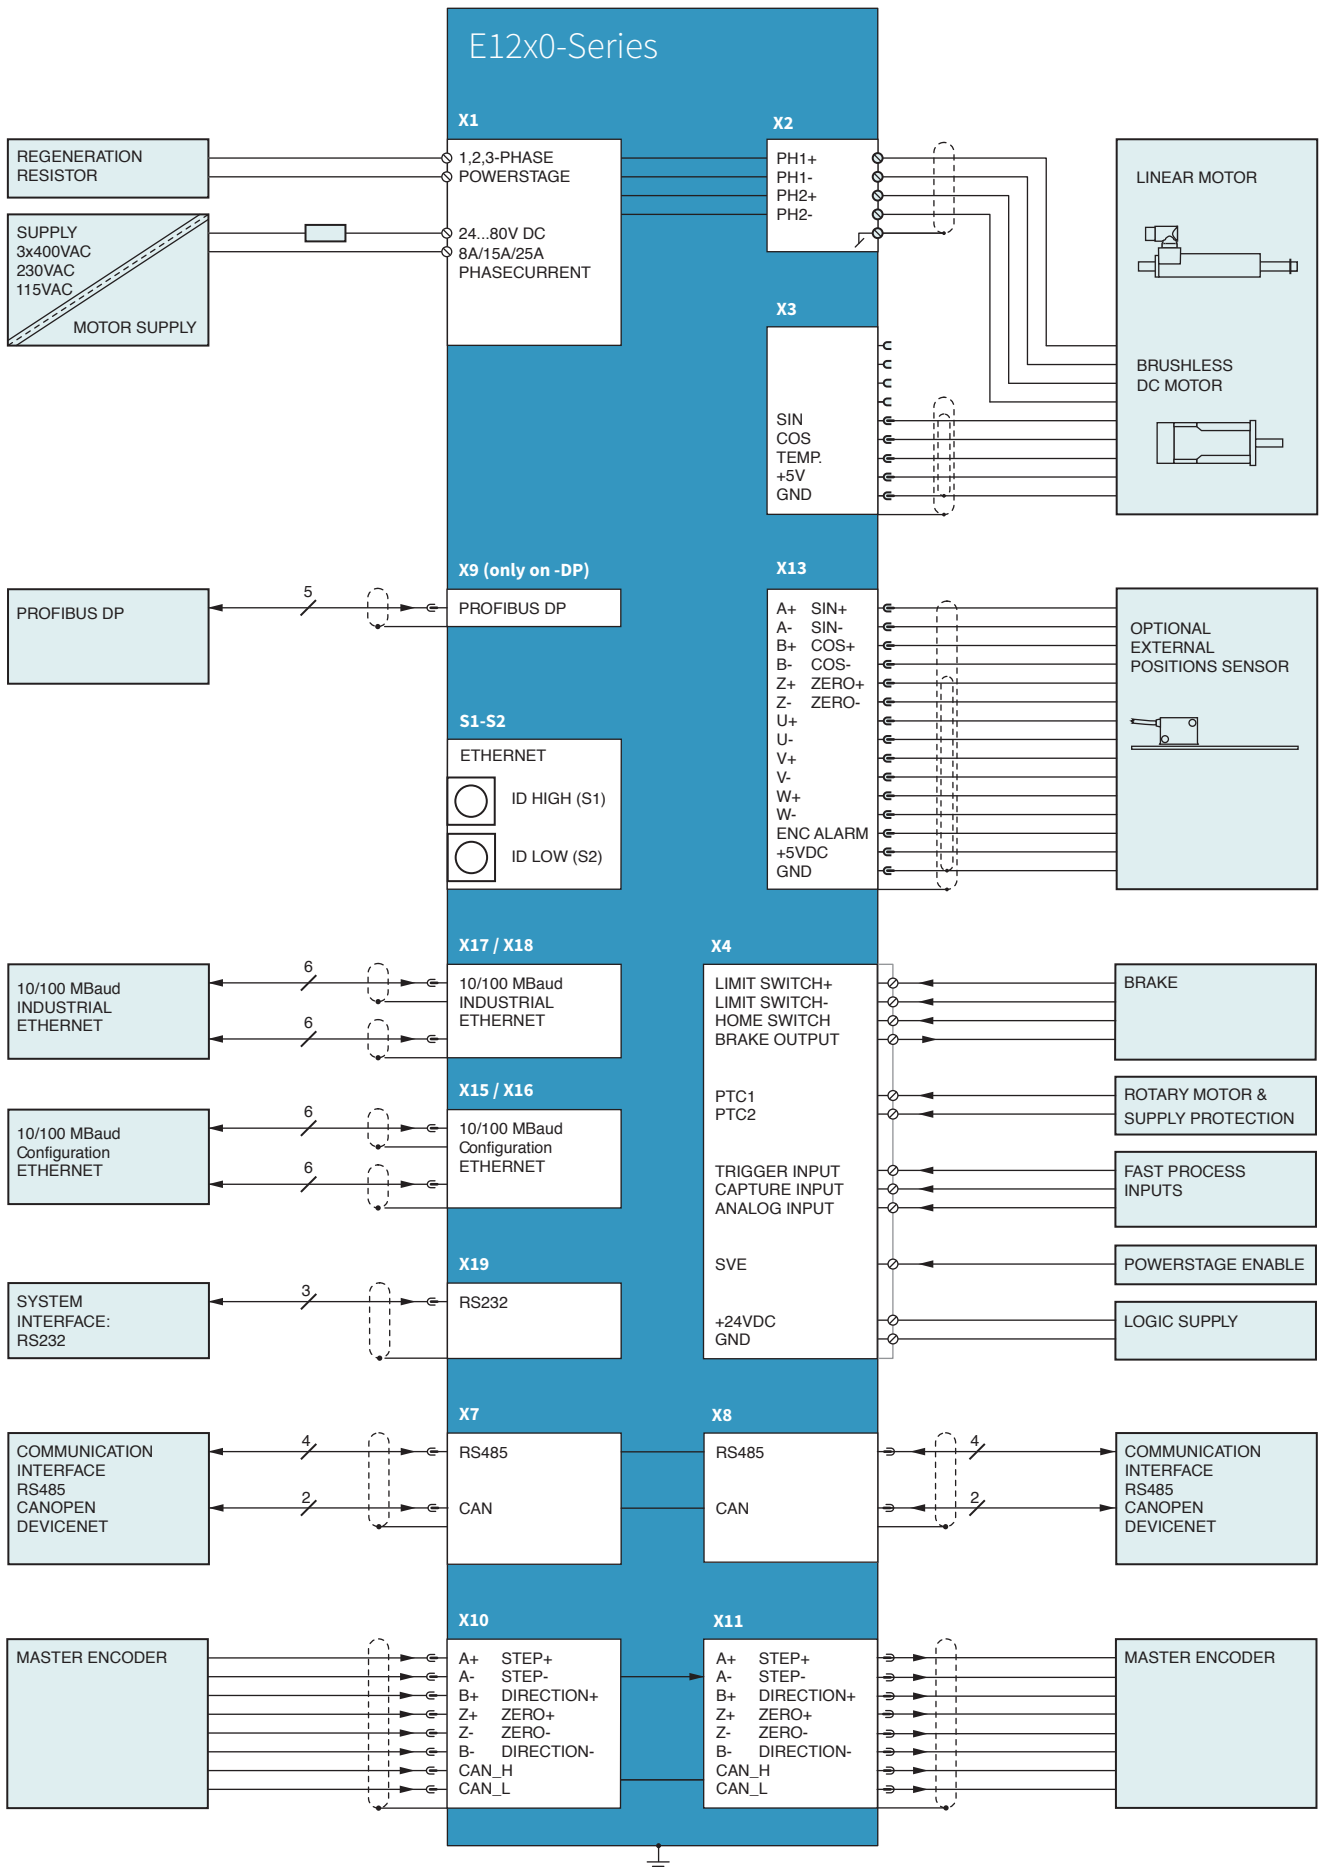 E12x0-Series
X1
REGENERATION
RESISTOR
1,2,3-PHASE
POWERSTAGE
SUPPLY
3x400VAC
230VAC
115VAC
MOTOR SUPPLY
24...80V DC
8A/15A/25A
PHASECURRENT
X2
PH1+
PH1-
PH2+
PH2-
LINEAR MOTOR
BRUSHLESS
DC MOTOR
X3
SIN
COS
TEMP.
+5V
GND
X9 (only on -DP)
PROFIBUS DP
5
PROFIBUS DP
X13
A+ SIN+
A- SIN-
B+ COS+
B- COS-
Z+ ZERO+
Z- ZERO-
U+
U-
V+
V-
W+
W-
ENC ALARM
+5VDC
GND
OPTIONAL
EXTERNAL
POSITIONS SENSOR
S1-S2
ETHERNET
ID HIGH (S1)
ID LOW (S2)
X17 / X18
10/100 MBaud
INDUSTRIAL
ETHERNET
6
6
10/100 MBaud
INDUSTRIAL
ETHERNET
X15 / X16
10/100 MBaud
Configuration
ETHERNET
6
6
10/100 MBaud
Configuration
ETHERNET
X19
SYSTEM
INTERFACE:
RS232
3
RS232
X4
LIMIT SWITCH+
LIMIT SWITCH-
HOME SWITCH
BRAKE OUTPUT
PTC1
PTC2
TRIGGER INPUT
CAPTURE INPUT
ANALOG INPUT
SVE
+24VDC
GND
BRAKE
ROTARY MOTOR &
SUPPLY PROTECTION
FAST PROCESS
INPUTS
POWERSTAGE ENABLE
LOGIC SUPPLY
X7
COMMUNICATION
INTERFACE
RS485
CANOPEN
DEVICENET
4
2
RS485
CAN
X8
RS485
CAN
4
2
COMMUNICATION
INTERFACE
RS485
CANOPEN
DEVICENET
X10
MASTER ENCODER
A+ STEP+
A- STEP-
B+ DIRECTION+
Z+ ZERO+
Z- ZERO-
B- DIRECTION-
CAN_H
CAN_L
X11
A+ STEP+
A- STEP-
B+ DIRECTION+
Z+ ZERO+
Z- ZERO-
B- DIRECTION-
CAN_H
CAN_L
MASTER ENCODER